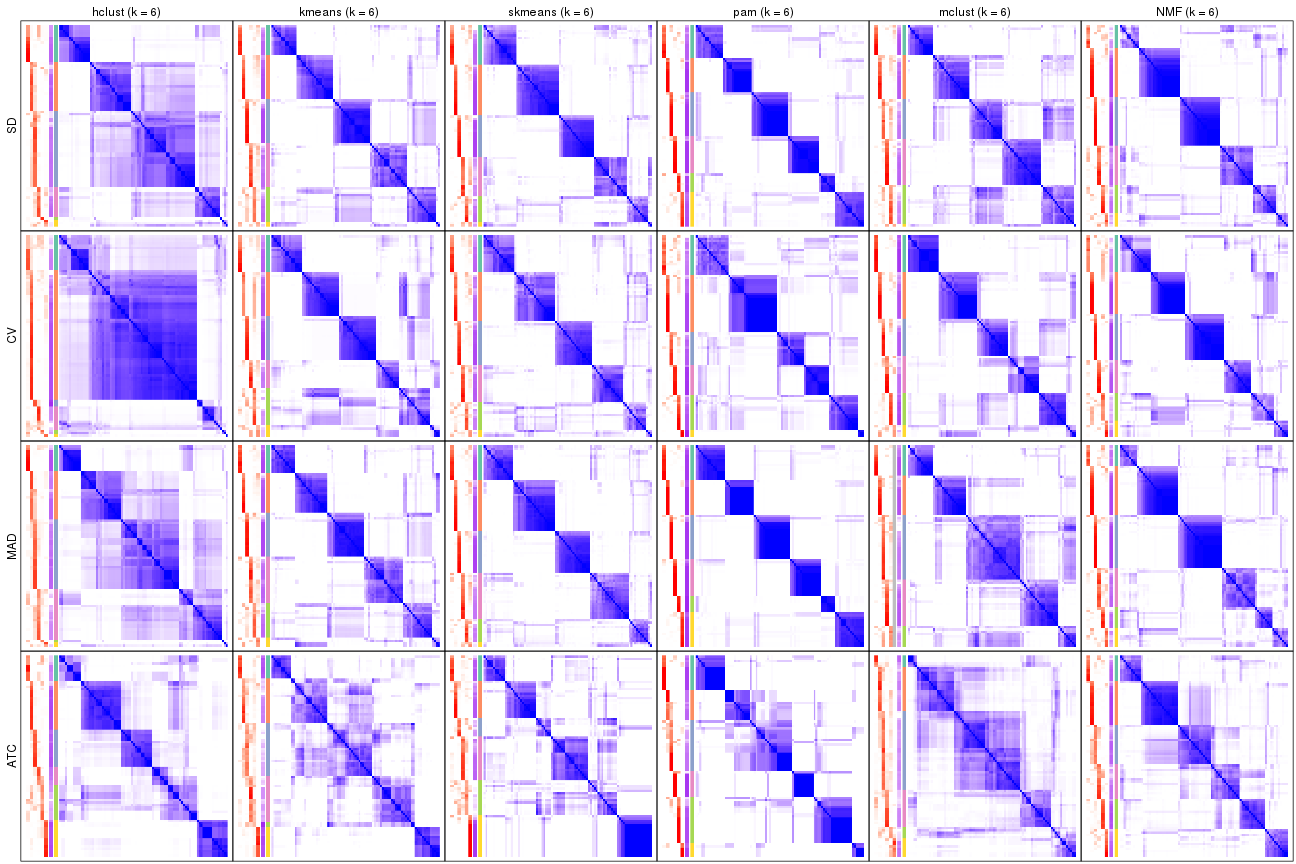 hclust (k = 6) kmeans (k = 6) skmeans (k = 6) pam (k = 6) mclust (k = 6) NMF (k = 6)
SD
CV
MAD
ATC